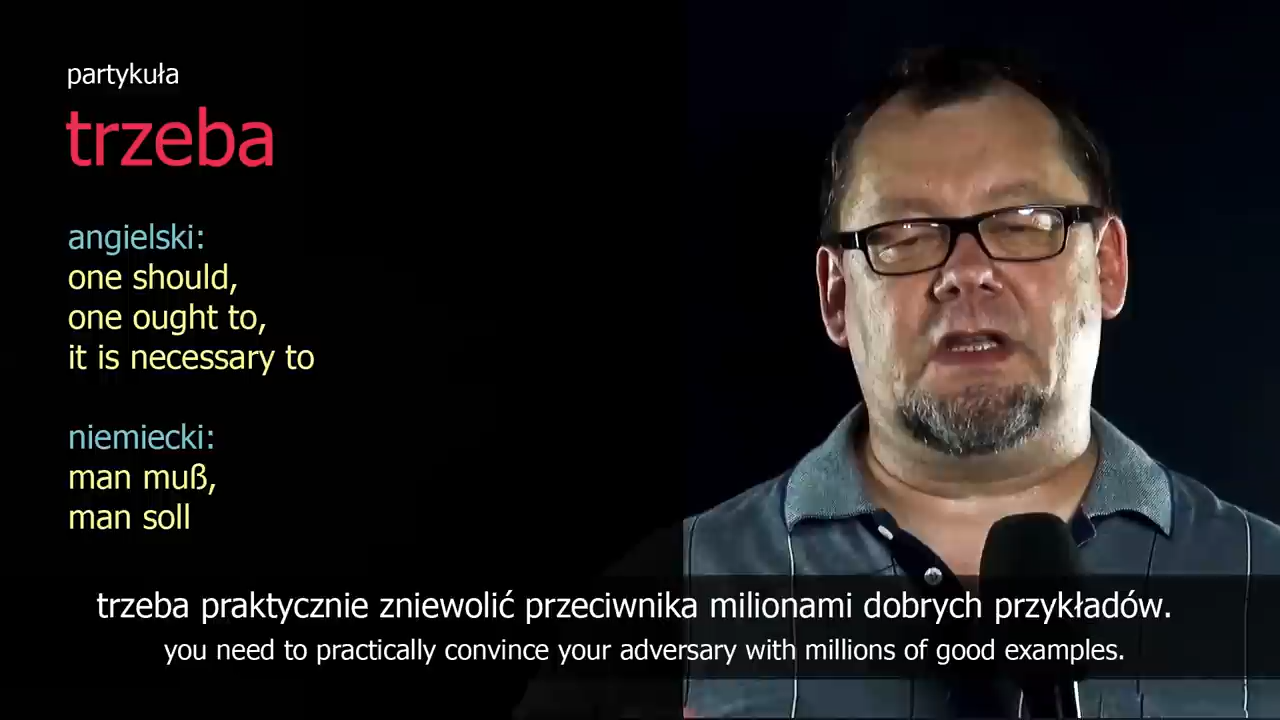 partykuła
trzeba
angielski:
one should,
one ought to,
it is necessary to
niemiecki:
man muß,
man soll
trzeba praktycznie zniewolić przeciwnika milionami dobrych przykładów.
you need to practically convince your adversary with millions of good examples.